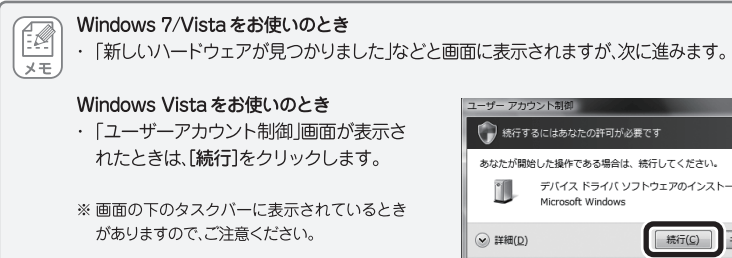 Windows 7/Vistaをお使いのとき
・「新しいハードウェアが見つかりました」などと画面に表示されますが、次に進みます。
メモ
Windows Vistaをお使いのとき
・「ユーザーアカウント制御」画面が表示さ
れたときは、[続行]をクリックします。
※ 画面の下のタスクバーに表示されているとき
がありますので、ご注意ください。
ユーザー アカウント制御
続行するにはあなたの許可が必要です
あなたが開始した操作である場合は、続行してください。
デバイス ドライバ ソフトウェアのインストー
Microsoft Windows
詳細(D)
続行(C)